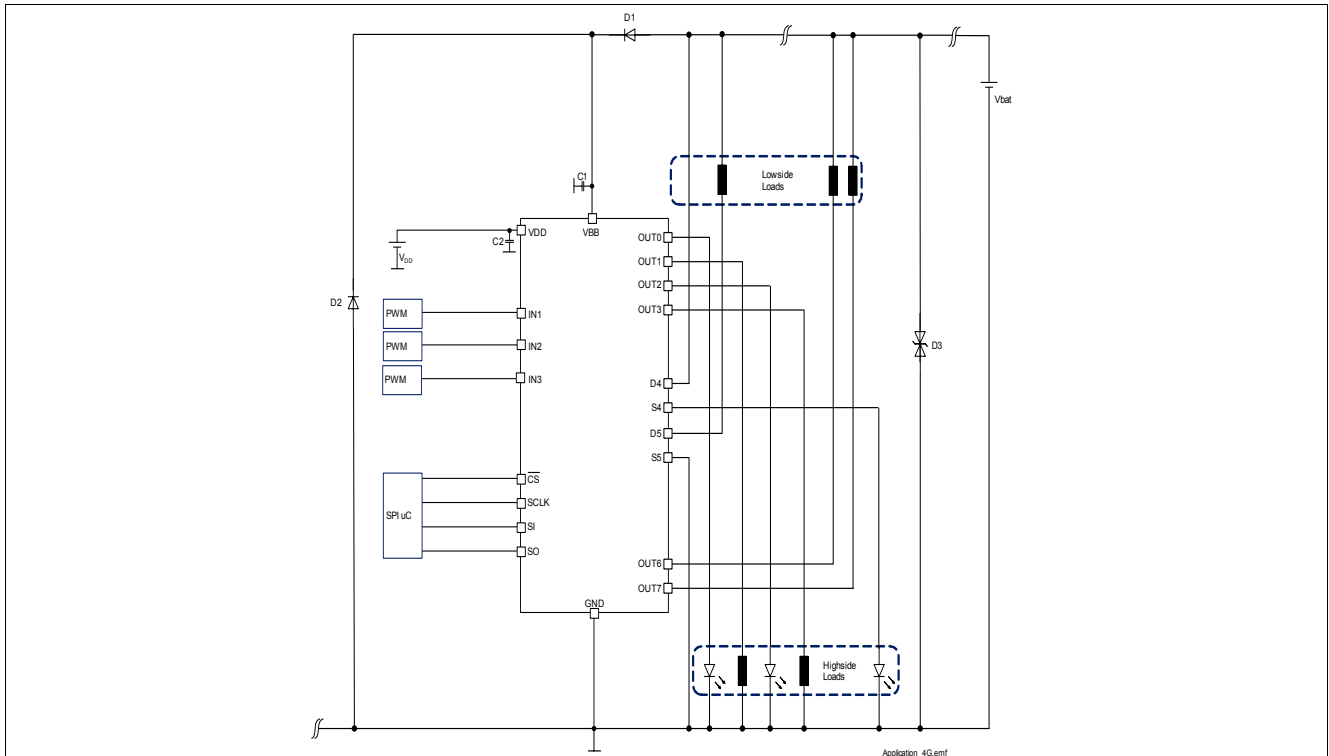 D1
Vbat
C1
Lowside
Loads
VDD
VBB
C2
VDD
OUT0
OUT1
OUT2
OUT3
D2
PWM
IN1
PWM
IN2
PWM
IN3
D3
D4
S4
D5
S5
CS
SCLK
SPI uC
SI
SO
OUT6
OUT7
GND
Highside
Loads
Application_4G.emf